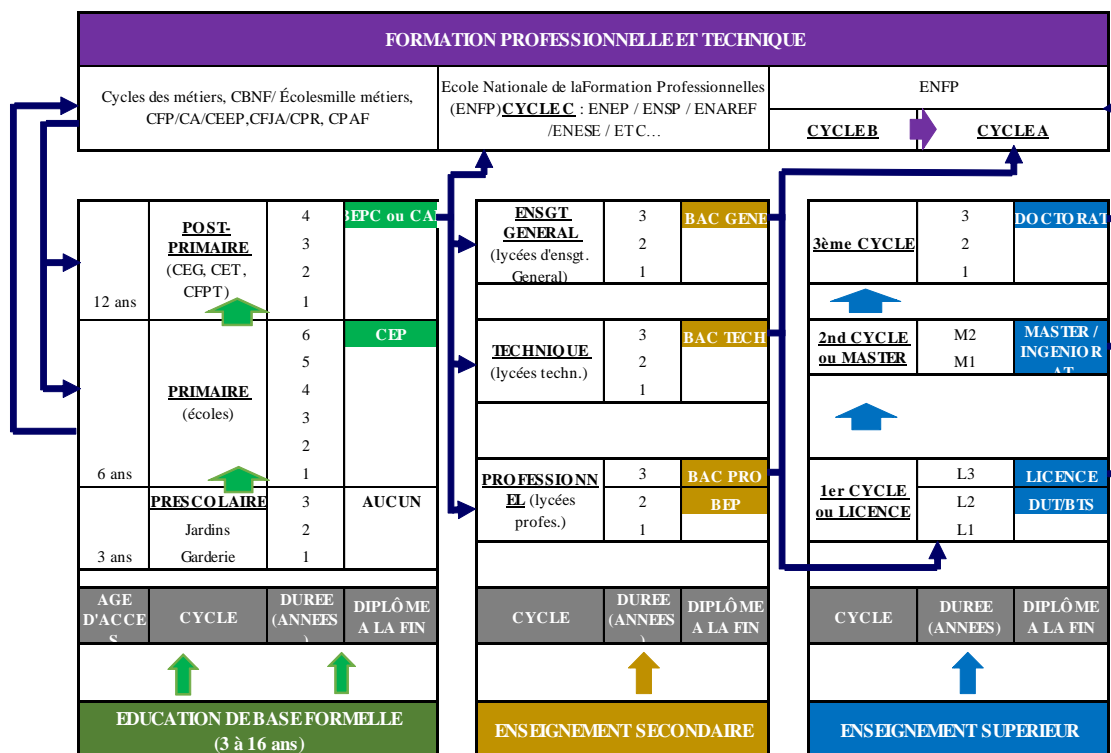 FORMATION PROFESSIONNELLE ET TECHNIQUE
Cycles des métiers, CBNF/ Écolesmille métiers,
CFP/CA/CEEP,CFJA/CPR, CPAF
Ecole Nationale de laFormation Professionnelles
(ENFP)CYCLE C : ENEP / ENSP / ENAREF
/ENESE / ETC…
ENFP
CYCLE B
CYCLE A
12 ans
POST-
PRIMAIRE
(CEG, CET,
CFPT)
4
3
2
1
BEPC ou CA
6 ans
PRIMAIRE
(écoles)
6
5
4
3
2
1
CEP
3 ans
PRESCOLAIRE
Jardins
Garderie
3
2
1
AUCUN
AGE
D'ACCE
S
CYCLE
DUREE
(ANNEES
)
DIPLÔME
A LA FIN
EDUCATION DE BASE FORMELLE
(3 à 16 ans)
ENSGT
GENERAL
(lycées d'ensgt.
General)
3
2
1
BAC GENE
TECHNIQUE
(lycées techn.)
3
2
1
BAC TECH
PROFESSIONN
EL (lycées
profes.)
3
2
1
BAC PRO
BEP
CYCLE
DUREE
(ANNEES
)
DIPLÔME
A LA FIN
ENSEIGNEMENT SECONDAIRE
3ème CYCLE
3
2
1
DOCTORAT
2nd CYCLE
ou MASTER
M2
M1
MASTER /
INGENIOR
AT
1er CYCLE
ou LICENCE
L3
L2
L1
LICENCE
DUT/BTS
CYCLE
DUREE
(ANNEES)
DIPLÔME
A LA FIN
ENSEIGNEMENT SUPERIEUR